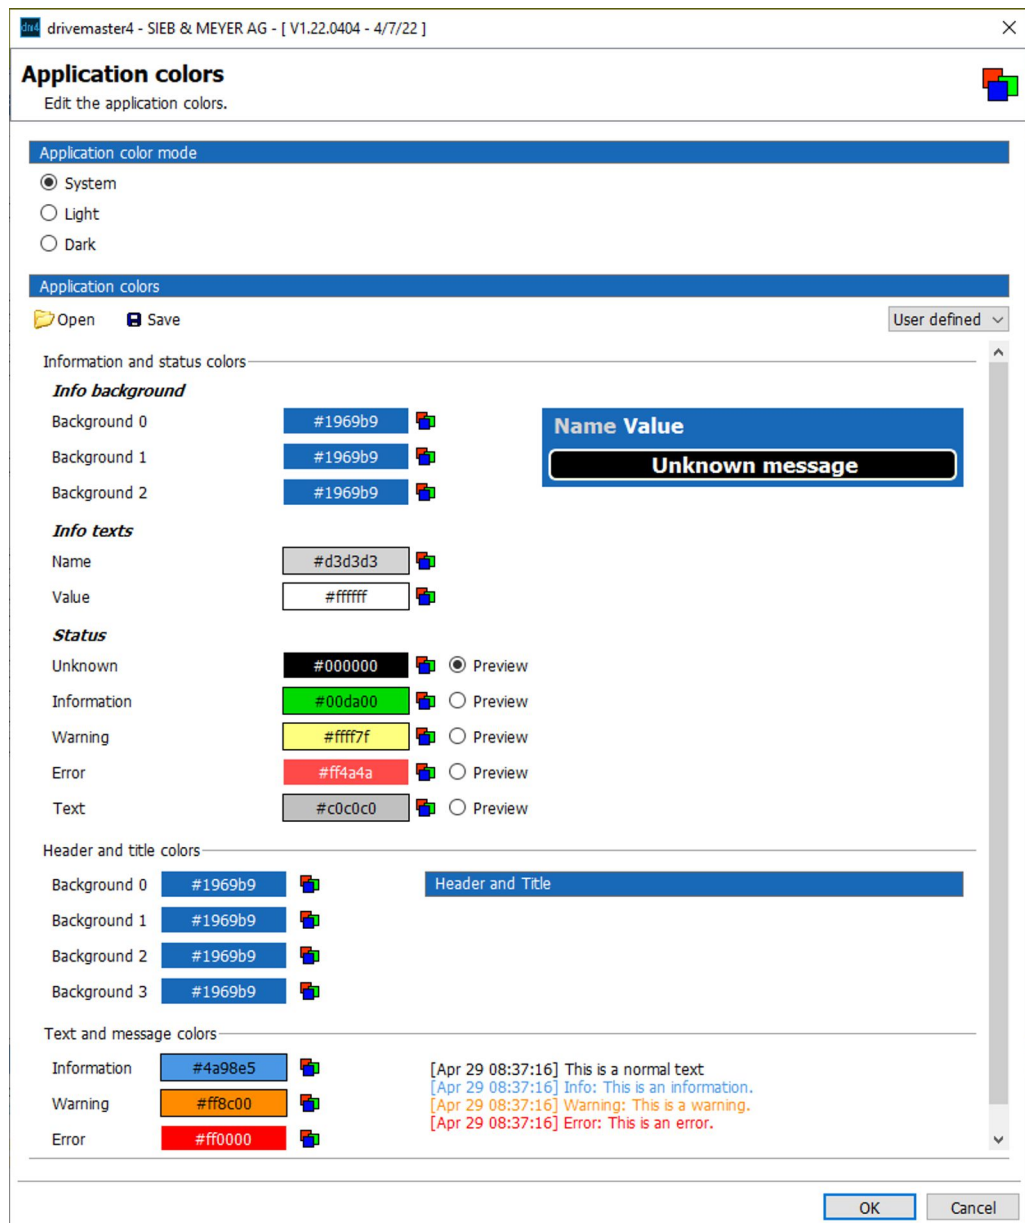 drv4 drivemaster4 - SIEB & MEYER AG - [ V1.22.0404 - 4/7/22 ]
Application colors
Edit the application colors.
Application color mode
System
Light
Dark
Application colors
Open Save User defined
Information and status colors
Info background
Background 0 #1969b9
Name Value
Background 1 #1969b9
Unknown message
Background 2 #1969b9
Info texts
Name #d3d3d3
Value #ffffff
Status
Unknown #000000 Preview
Information #00da00 Preview
Warning #ffff7f Preview
Error #ff4a4a Preview
Text #c0c0c0 Preview
Header and title colors
Background 0 #1969b9 Header and Title
Background 1 #1969b9
Background 2 #1969b9
Background 3 #1969b9
Text and message colors
Information #4a98e5
Warning #ff8c00
Error #ff0000
[Apr 29 08:37:16] This is a normal text
[Apr 29 08:37:16] Info: This is an information.
[Apr 29 08:37:16] Warning: This is a warning.
[Apr 29 08:37:16] Error: This is an error.
OK Cancel